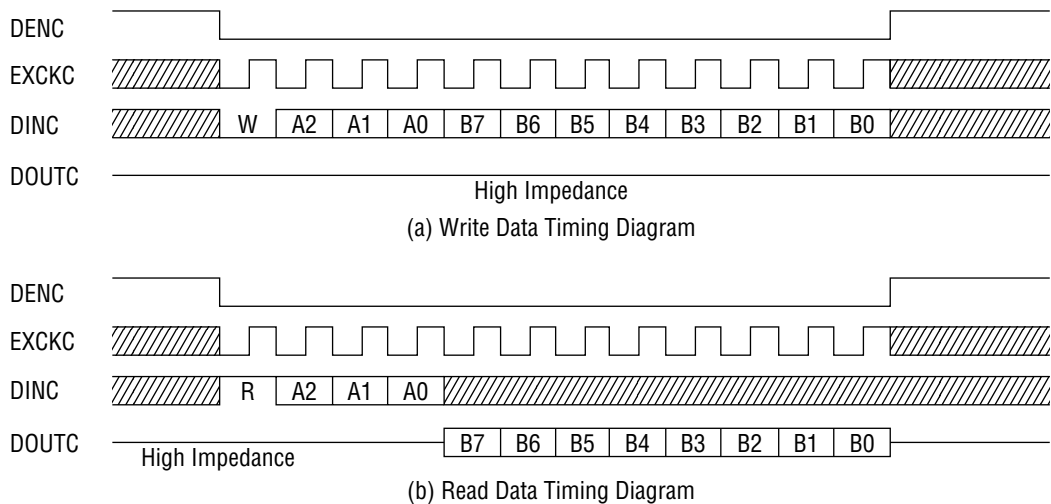 DENC
EXCKC
DINC W A2 A1 A0 B7 B6 B5 B4 B3 B2 B1 B0
DOUTC
High Impedance
(a) Write Data Timing Diagram
DENC
EXCKC
DINC R A2 A1 A0
DOUTC B7 B6 B5 B4 B3 B2 B1 B0
High Impedance
(b) Read Data Timing Diagram